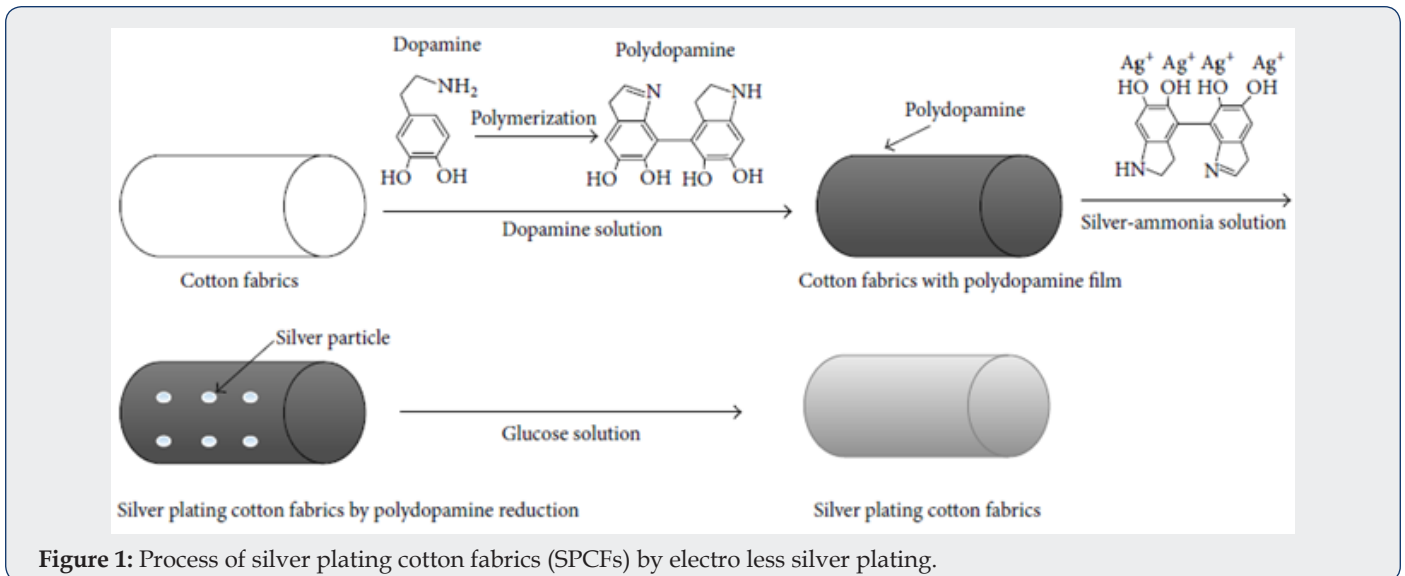 Dopamine
NH2
HO OH
Polymerization
Polydopamine
N NH
HO OH HO OH
Dopamine solution
Cotton fabrics
Polydopamine
Cotton fabrics with polydopamine film
Ag+ Ag+ Ag+ Ag+
HO OH HO OH
HN N
Silver-ammonia solution
Silver particle
Silver plating cotton fabrics by polydopamine reduction
Glucose solution
Silver plating cotton fabrics
Figure 1: Process of silver plating cotton fabrics (SPCFs) by electro less silver plating.